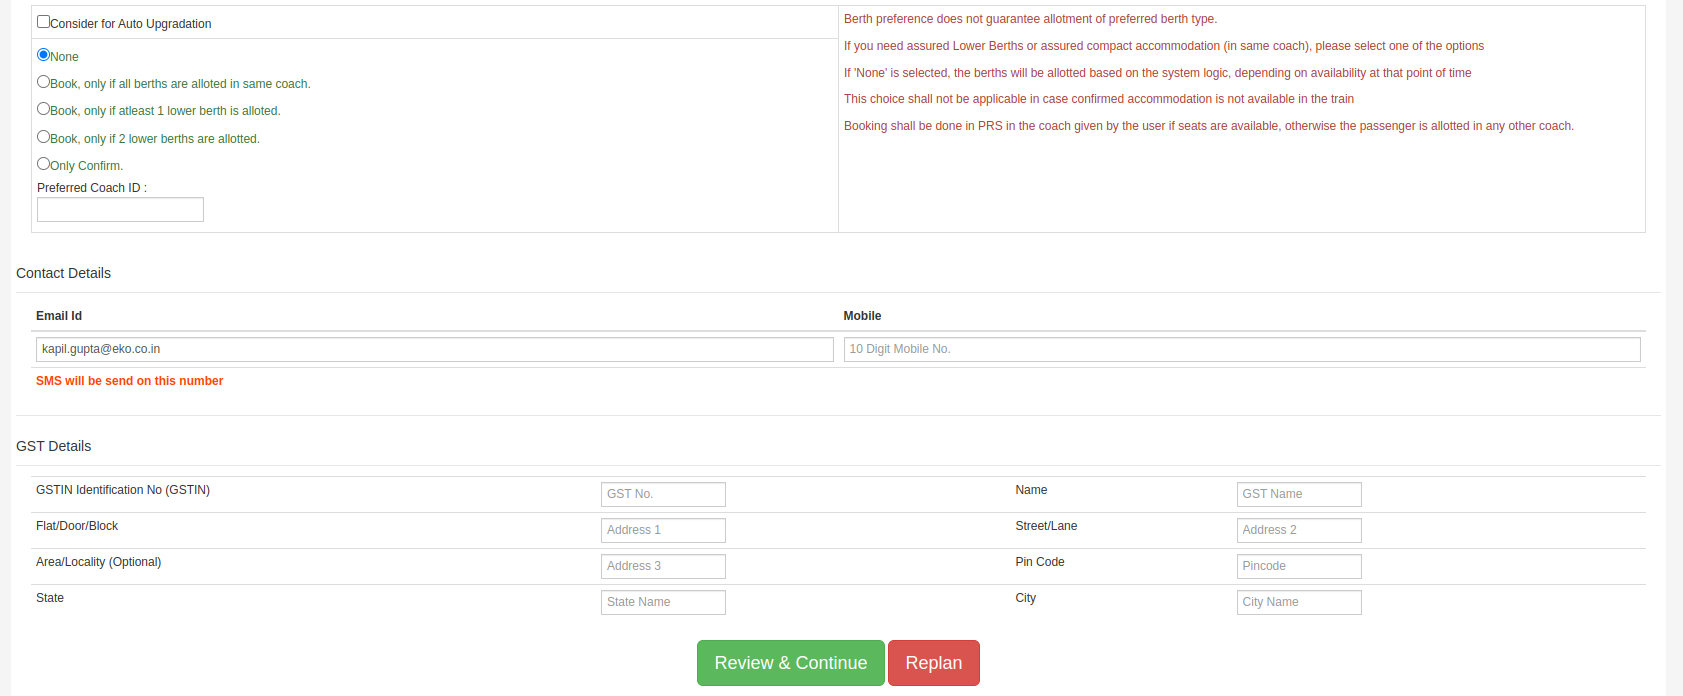 Consider for Auto Upgradation
None
Book, only if all berths are alloted in same coach.
Book, only if atleast 1 lower berth is alloted.
Book, only if 2 lower berths are allotted.
Only Confirm.
Preferred Coach ID :
Berth preference does not guarantee allotment of preferred berth type.
If you need assured Lower Berths or assured compact accommodation (in same coach), please select one of the options
If 'None' is selected, the berths will be allotted based on the system logic, depending on availability at that point of time
This choice shall not be applicable in case confirmed accommodation is not available in the train
Booking shall be done in PRS in the coach given by the user if seats are available, otherwise the passenger is allotted in any other coach.
Contact Details
Email Id Mobile
kapil.gupta@eko.co.in 10 Digit Mobile No.
SMS will be send on this number
GST Details
GSTIN Identification No (GSTIN) GST No. Name GST Name
Flat/Door/Block Address 1 Street/Lane Address 2
Area/Locality (Optional) Address 3 Pin Code Pincode
State State Name City City Name
Review & Continue Replan